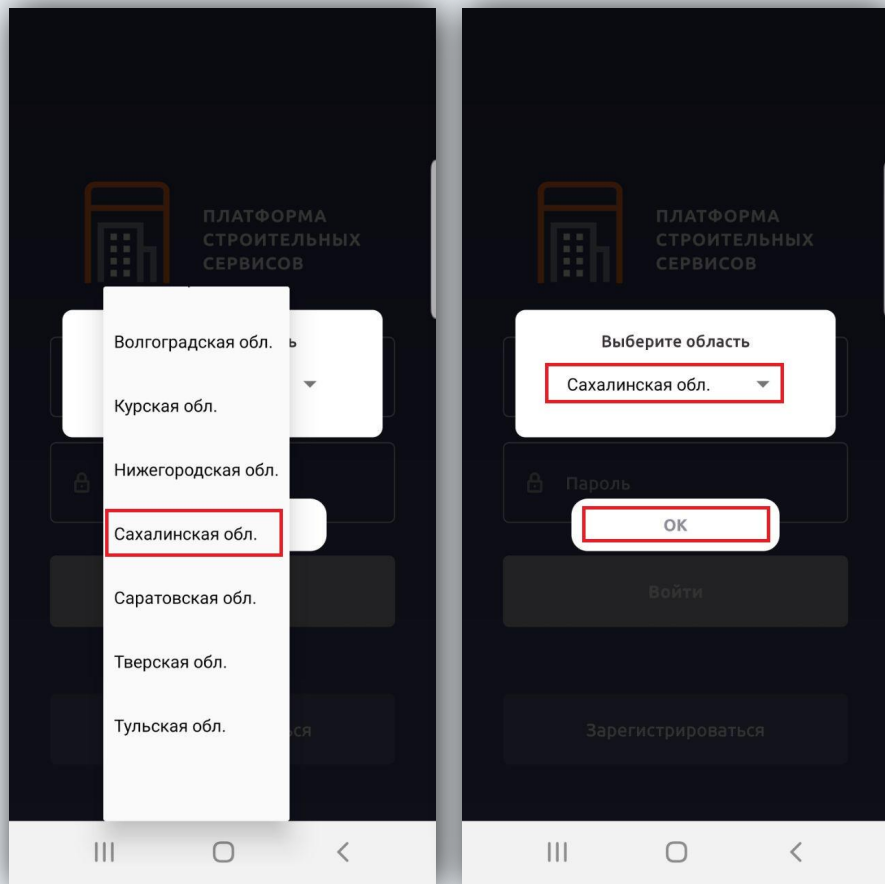 ПЛАТФОРМА
СТРОИТЕЛЬНЫХ
СЕРВИСОВ
ь
Волгоградская обл.
Курская обл.
Нижегородская обл.
Сахалинская обл.
Саратовская обл.
Тверская обл.
Тульская обл.
ся
ПЛАТФОРМА
СТРОИТЕЛЬНЫХ
СЕРВИСОВ
Выберите область
Сахалинская обл.
Пароль
ОК
Войти
Зарегистрироваться